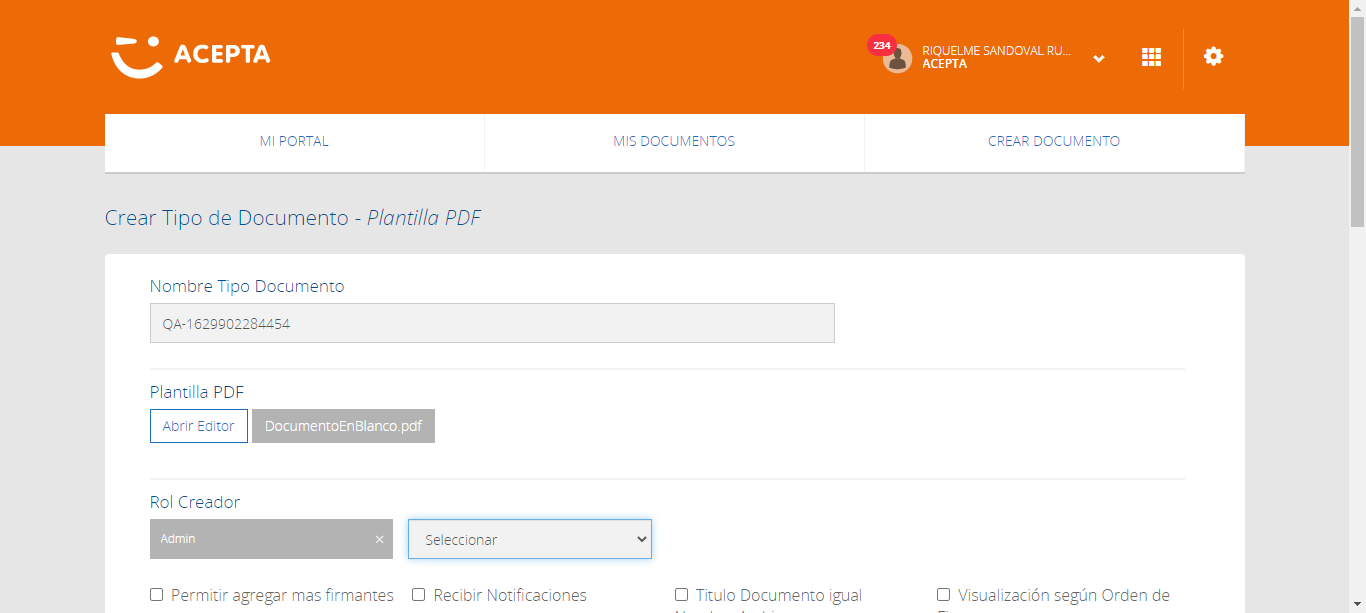 ACEPTA
234
RIQUELME SANDOVAL RU...
ACEPTA
MI PORTAL
MIS DOCUMENTOS
CREAR DOCUMENTO
Crear Tipo de Documento - Plantilla PDF
Nombre Tipo Documento
QA-1629902284454
Plantilla PDF
Abrir Editor
DocumentoEnBlanco.pdf
Rol Creador
Admin ×
Seleccionar
Permitir agregar mas firmantes
Recibir Notificaciones
Titulo Documento igual
Visualización según Orden de